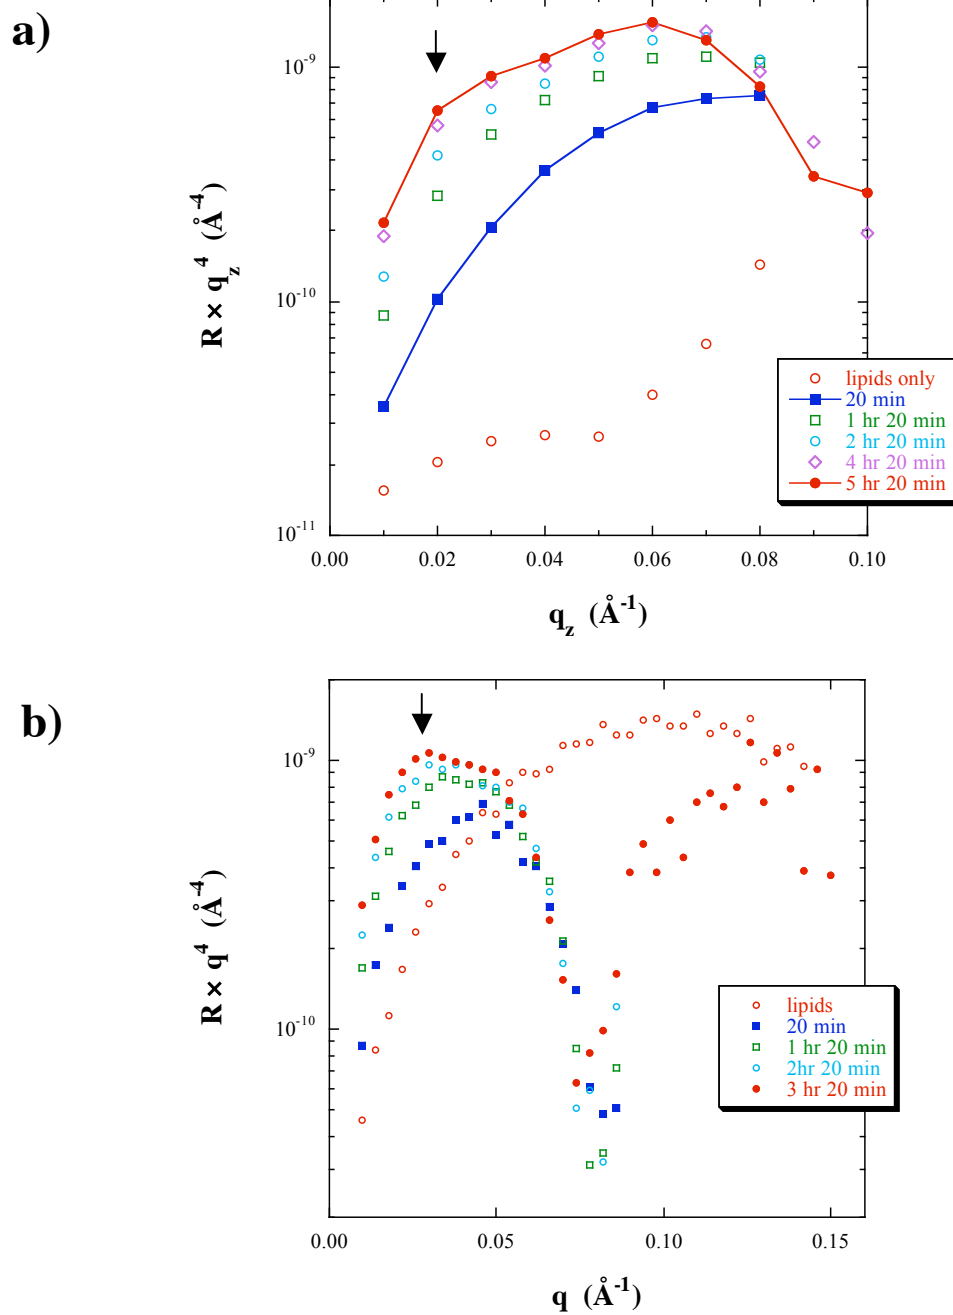 a)
10^-9
R × q_z^4 (Å^-4)
10^-10
lipids only
20 min
1 hr 20 min
2 hr 20 min
4 hr 20 min
5 hr 20 min
10^-11
0.00 0.02 0.04 0.06 0.08 0.10
q_z (Å^-1)
b)
10^-9
R × q^4 (Å^-4)
10^-10
lipids
20 min
1 hr 20 min
2hr 20 min
3 hr 20 min
0.00 0.05 0.10 0.15
q (Å^-1)